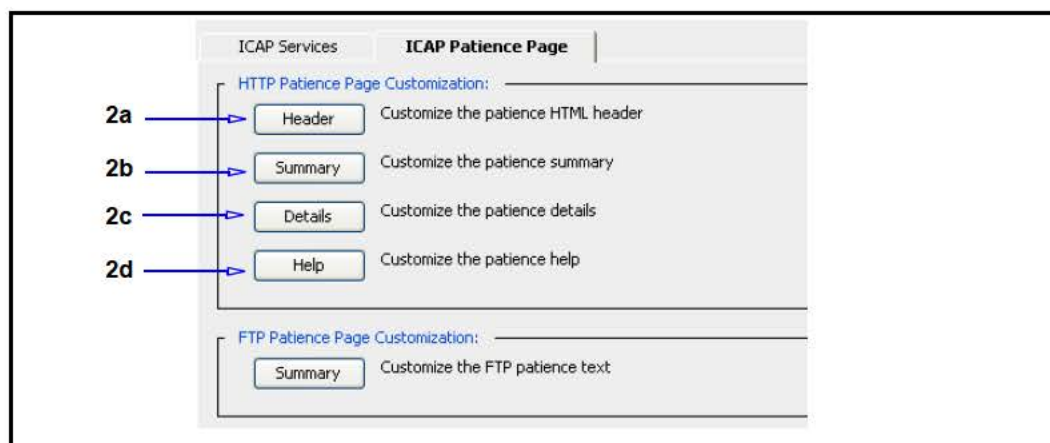 ICAP Services ICAP Patience Page
HTTP Patience Page Customization:
2a Header Customize the patience HTML header
2b Summary Customize the patience summary
2c Details Customize the patience details
2d Help Customize the patience help
FTP Patience Page Customization:
Summary Customize the FTP patience text